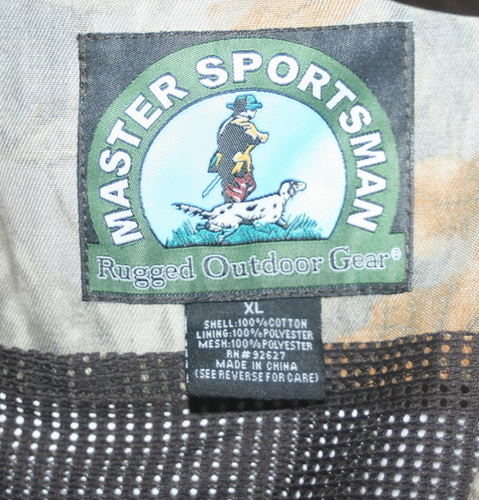 MASTER SPORTSMAN
Rugged Outdoor Gear®
XL
SHELL:100%COTTON
LINING:100%POLYESTER
MESH:100%POLYESTER
RN#92627
MADE IN CHINA
(SEE REVERSE FOR CARE)